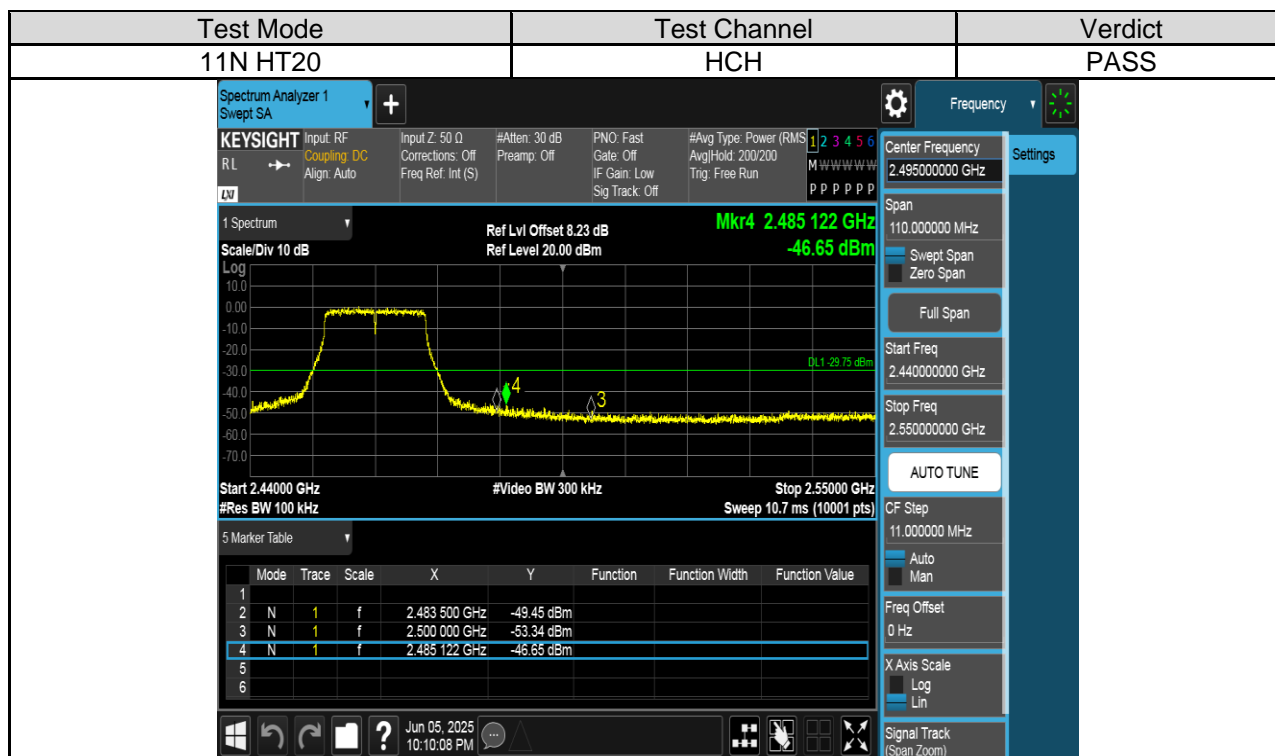 Test Mode Test Channel Verdict
11N HT20 HCH PASS
Spectrum Analyzer 1
Swept SA
+
Frequency
KEYSIGHT Input: RF Input Z: 50 Ω #Atten: 30 dB PNO: Fast #Avg Type: Power (RMS 1 2 3 4 5 6
R L Coupling: DC Corrections: Off Preamp: Off Gate: Off Avg|Hold: 200/200 M W W W W W
Align: Auto Freq Ref: Int (S) IF Gain: Low Trig: Free Run
LXI Sig Track: Off P P P P P P
Center Frequency
2.495000000 GHz
Settings
1 Spectrum
Ref Lvl Offset 8.23 dB
Mkr4 2.485 122 GHz
Scale/Div 10 dB
Ref Level 20.00 dBm
-46.65 dBm
Log
10.0
0.00
-10.0
-20.0
-30.0
-40.0
-50.0
-60.0
-70.0
DL1 -29.75 dBm
4
3
Start 2.44000 GHz #Video BW 300 kHz Stop 2.55000 GHz
#Res BW 100 kHz Sweep 10.7 ms (10001 pts)
Span
110.000000 MHz
Swept Span
Zero Span
Full Span
Start Freq
2.440000000 GHz
Stop Freq
2.550000000 GHz
AUTO TUNE
CF Step
11.000000 MHz
Auto
Man
Freq Offset
0 Hz
X Axis Scale
Log
Lin
Signal Track
(Span Zoom)
5 Marker Table
Mode Trace Scale X Y Function Function Width Function Value
1
2 N 1 f 2.483 500 GHz -49.45 dBm
3 N 1 f 2.500 000 GHz -53.34 dBm
4 N 1 f 2.485 122 GHz -46.65 dBm
5
6
? Jun 05, 2025
10:10:08 PM